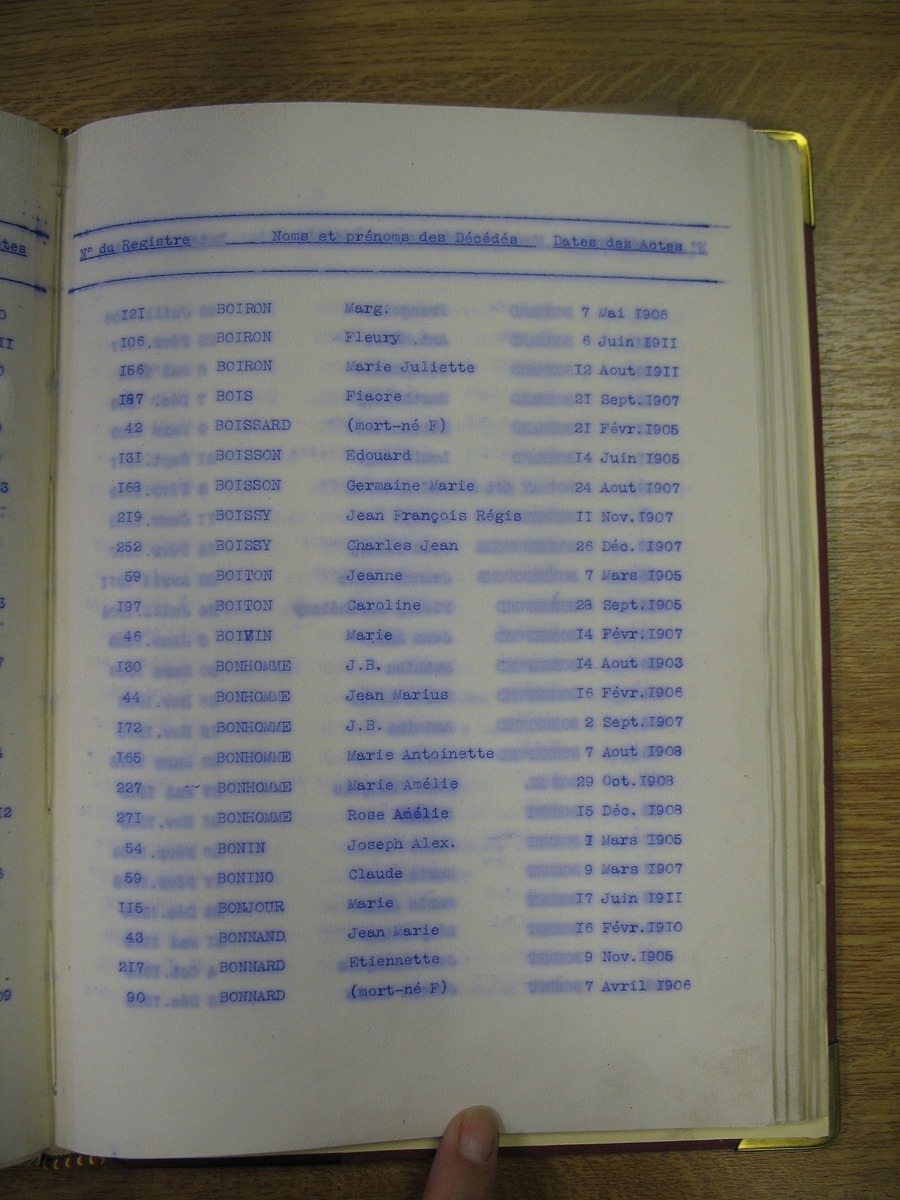 N° du Registre Noms et prénoms des Décédés Dates des Actes
I2I BOIRON Marg. 7 Mai I906
I06 BOIRON Fleury 6 Juin I9II
I56 BOIRON Marie Juliette I2 Aout I9II
I87 BOIS Fiacre 2I Sept.I907
42 BOISSARD (mort-né F) 2I Févr.I905
I3I BOISSON Edouard I4 Juin I905
I68 BOISSON Germaine Marie 24 Aout I907
2I9 BOISSY Jean François Régis II Nov.I907
252 BOISSY Charles Jean 26 Déc. I907
59 BOITON Jeanne 7 Mars I905
I97 BOITON Caroline 28 Sept.I905
46 BOIVIN Marie I4 Févr.I907
I30 BONHOMME J.B. I4 Aout I903
44 BONHOMME Jean Marius I6 Févr.I906
I72 BONHOMME J.B. 2 Sept.I907
I65 BONHOMME Marie Antoinette 7 Aout I908
227 BONHOMME Marie Amélie 29 Oct.I908
27I BONHOMME Rose Amélie I5 Déc. I908
54 BONIN Joseph Alex. I Mars I905
59 BONINO Claude 9 Mars I907
II5 BONJOUR Marie I7 Juin I9II
43 BONNAND Jean Marie I6 Févr.I9I0
2I7 BONNARD Etiennette 9 Nov.I905
90 BONNARD (mort-né F) 7 Avril I906